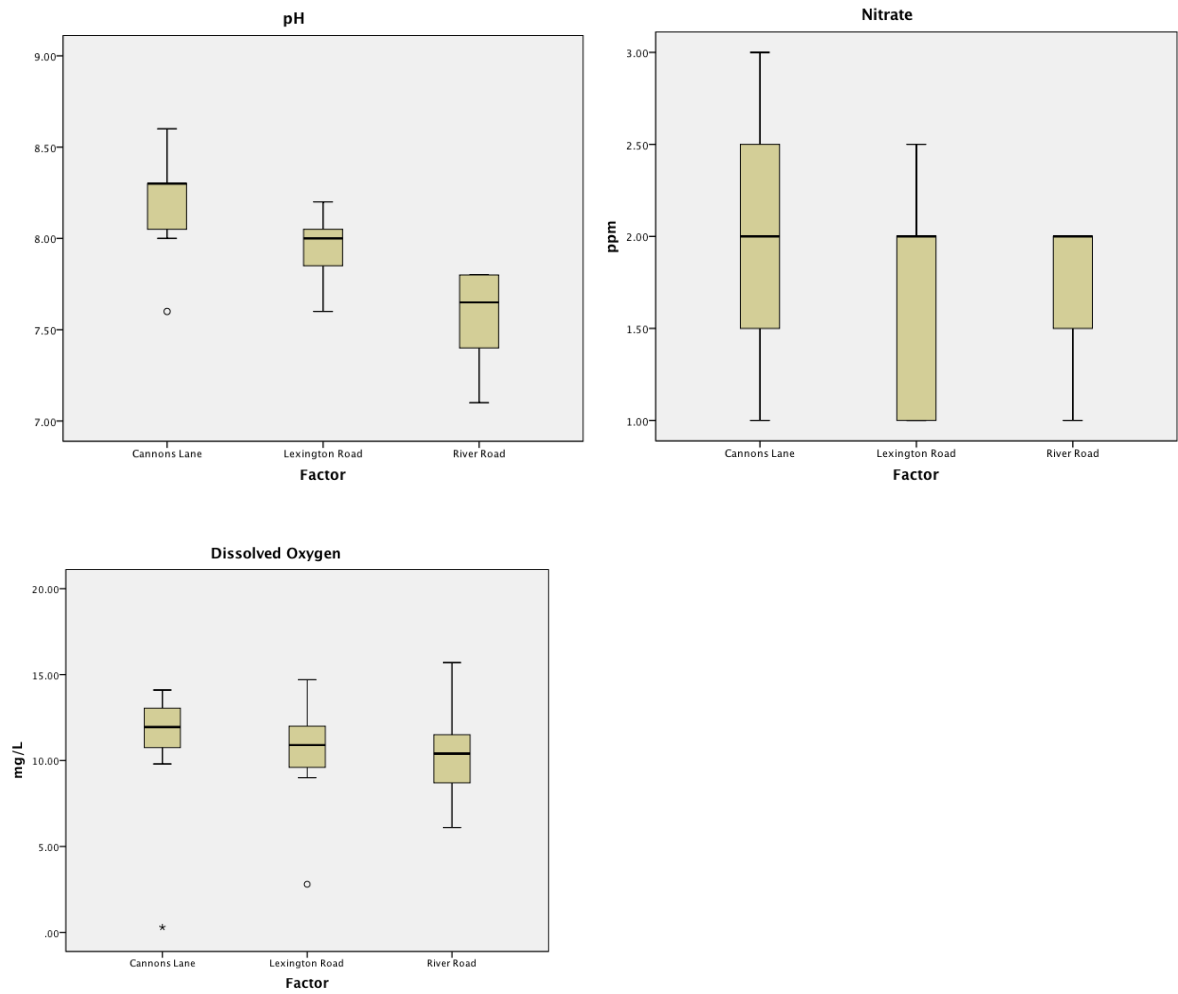 pH
9.00
8.50
8.00
7.50
7.00
Cannons Lane Lexington Road River Road
Factor
Nitrate
ppm
3.00
2.50
2.00
1.50
1.00
Cannons Lane Lexington Road River Road
Factor
Dissolved Oxygen
mg/L
20.00
15.00
10.00
5.00
.00
*
Cannons Lane Lexington Road River Road
Factor